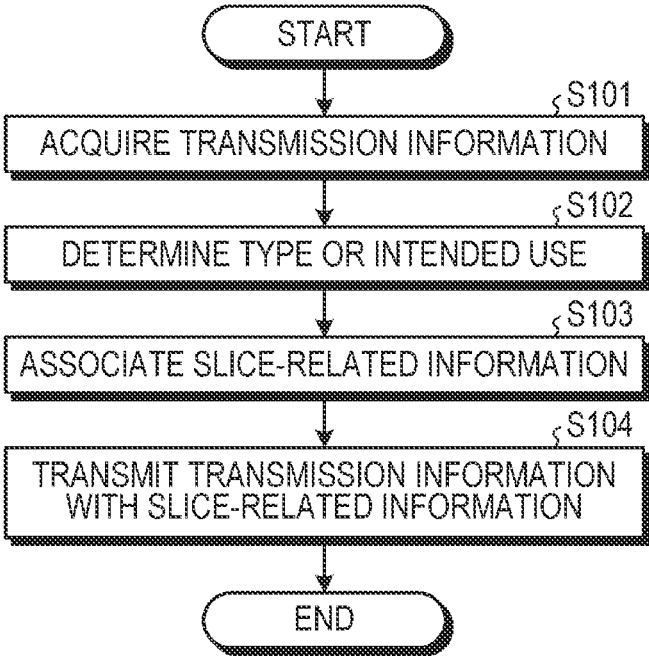 START
S101
ACQUIRE TRANSMISSION INFORMATION
S102
DETERMINE TYPE OR INTENDED USE
S103
ASSOCIATE SLICE-RELATED INFORMATION
S104
TRANSMIT TRANSMISSION INFORMATION
WITH SLICE-RELATED INFORMATION
END